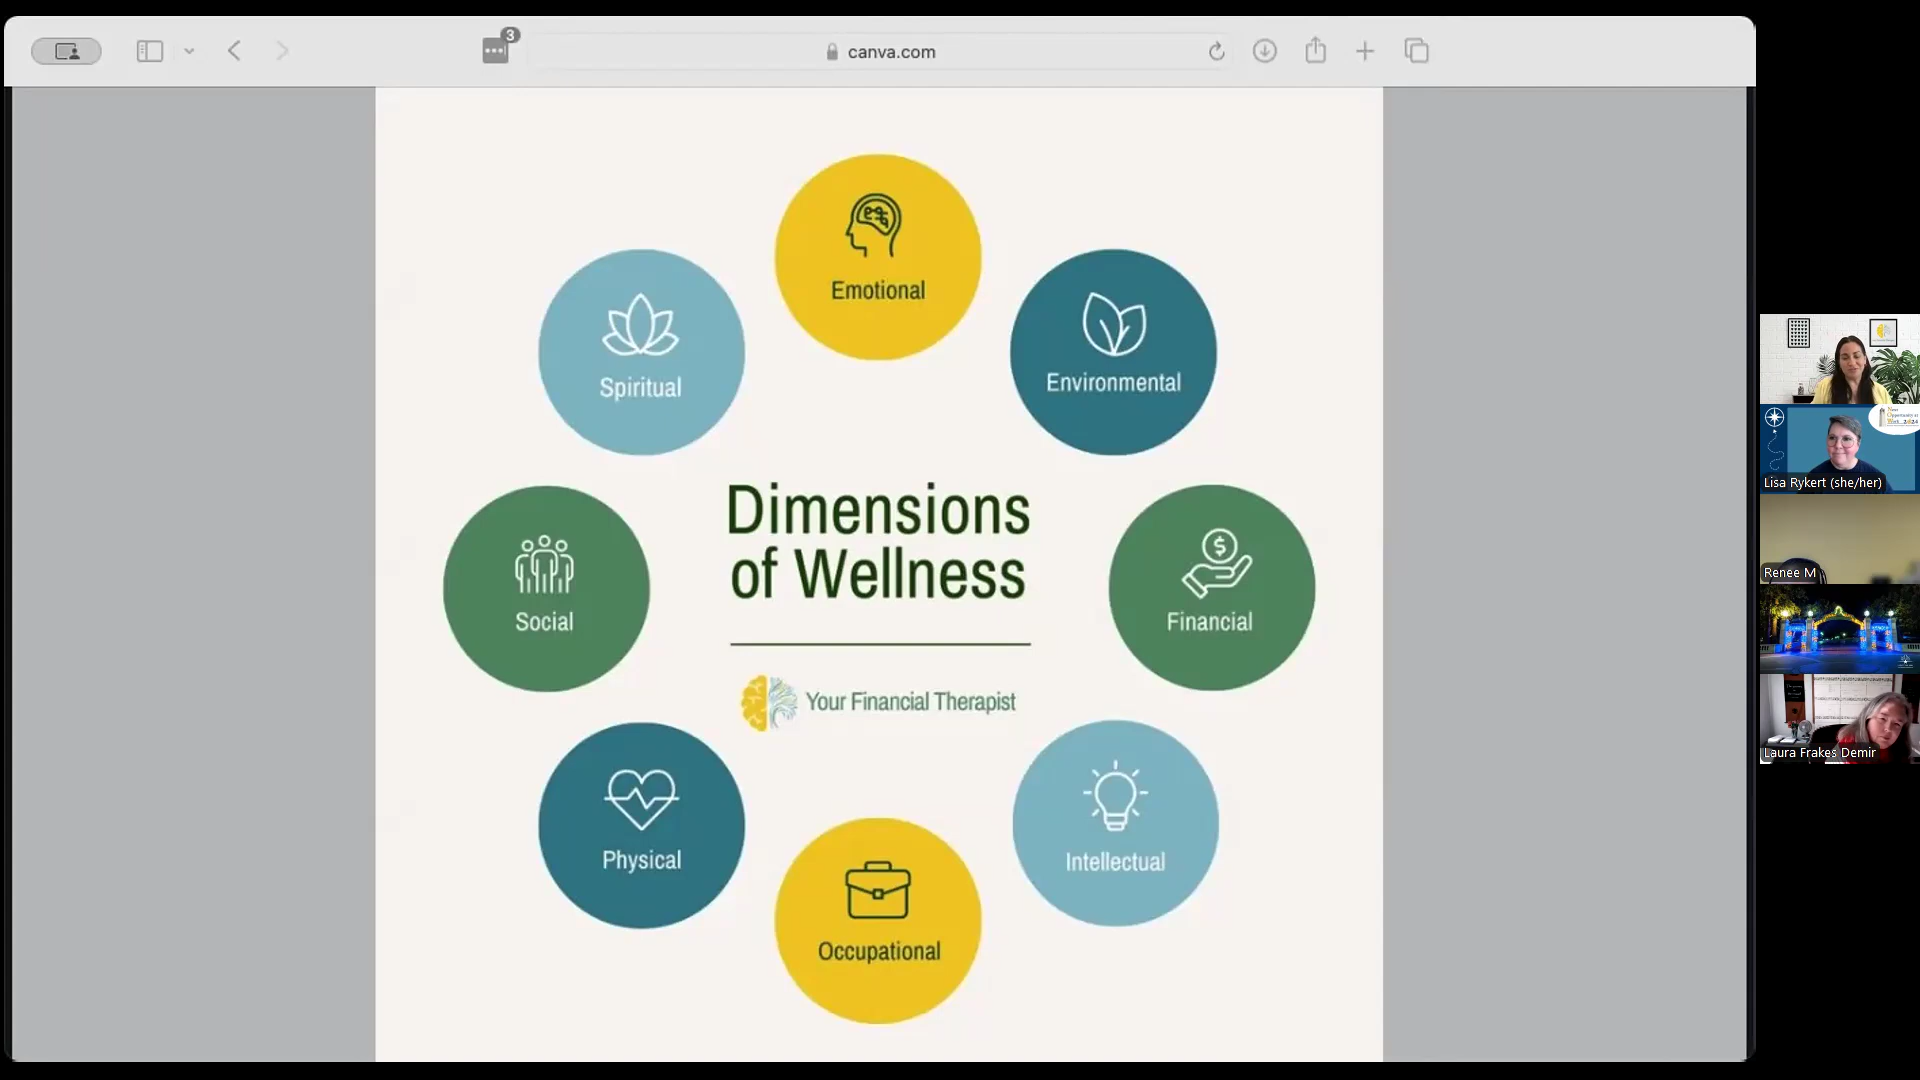 3
canva.com
Emotional
Spiritual
Environmental
Dimensions
of Wellness
Social
Financial
Your Financial Therapist
Physical
Intellectual
Occupational
Lisa Rykert (she/her)
Renee M
Laura Frakes Demir